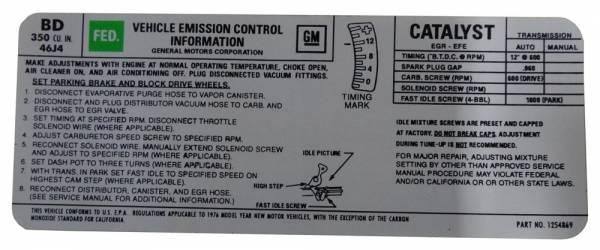 BD
350 CU. IN.
46J4
FED.
VEHICLE EMISSION CONTROL
INFORMATION
GENERAL MOTORS CORPORATION
GM
MAKE ADJUSTMENTS WITH ENGINE AT NORMAL OPERATING TEMPERATURE, CHOKE OPEN,
AIR CLEANER ON, AND AIR CONDITIONING OFF. PLUG DISCONNECTED VACUUM FITTINGS.
SET PARKING BRAKE AND BLOCK DRIVE WHEELS.
1. DISCONNECT EVAPORATIVE PURGE HOSE TO VAPOR CANISTER.
2. DISCONNECT AND PLUG DISTRIBUTOR VACUUM HOSE TO CARB. AND
EGR HOSE TO EGR VALVE.
3. SET TIMING AT SPECIFIED RPM. DISCONNECT THROTTLE
SOLENOID WIRE (WHERE APPLICABLE).
4. ADJUST CARBURETOR SPEED SCREW TO SPECIFIED RPM.
5. RECONNECT SOLENOID WIRE. MANUALLY EXTEND SOLENOID SCREW
AND ADJUST TO SPECIFIED RPM (WHERE APPLICABLE).
6. SET DASH POT TO THREE TURNS (WHERE APPLICABLE).
7. WITH TRANS. IN PARK SET FAST IDLE TO SPECIFIED SPEED ON
HIGHEST CAM STEP (WHERE APPLICABLE).
8. RECONNECT DISTRIBUTOR, CANISTER, AND EGR HOSE.
(SEE SERVICE MANUAL FOR ADDITIONAL INFORMATION).
+
12
8
4
0
TIMING
MARK
IDLE PICTURE
HIGH STEP
FAST IDLE SCREW
CATALYST
EGR - EFE
TRANSMISSION
AUTO MANUAL
TIMING (°B.T.D.C. @ RPM) 12° @ 600
SPARK PLUG GAP .060
CARB. SCREW (RPM) 600 (DRIVE)
SOLENOID SCREW (RPM)
FAST IDLE SCREW (4-BBL) 1800 (PARK)
IDLE MIXTURE SCREWS ARE PRESET AND CAPPED
AT FACTORY. DO NOT BREAK CAPS. ADJUSTMENT
DURING TUNE-UP IS NOT RECOMMENDED.
FOR MAJOR REPAIR, ADJUSTING MIXTURE
SETTING BY OTHER THAN APPROVED SERVICE
MANUAL PROCEDURE MAY VIOLATE FEDERAL
AND/OR CALIFORNIA OR OTHER STATE LAWS.
THIS VEHICLE CONFORMS TO U.S. E.P.A. REGULATIONS APPLICABLE TO 1976 MODEL YEAR NEW MOTOR VEHICLES, WITH THE EXCEPTION OF THE CARBON
MONOXIDE STANDARD FOR CALIFORNIA.
PART NO. 1254869